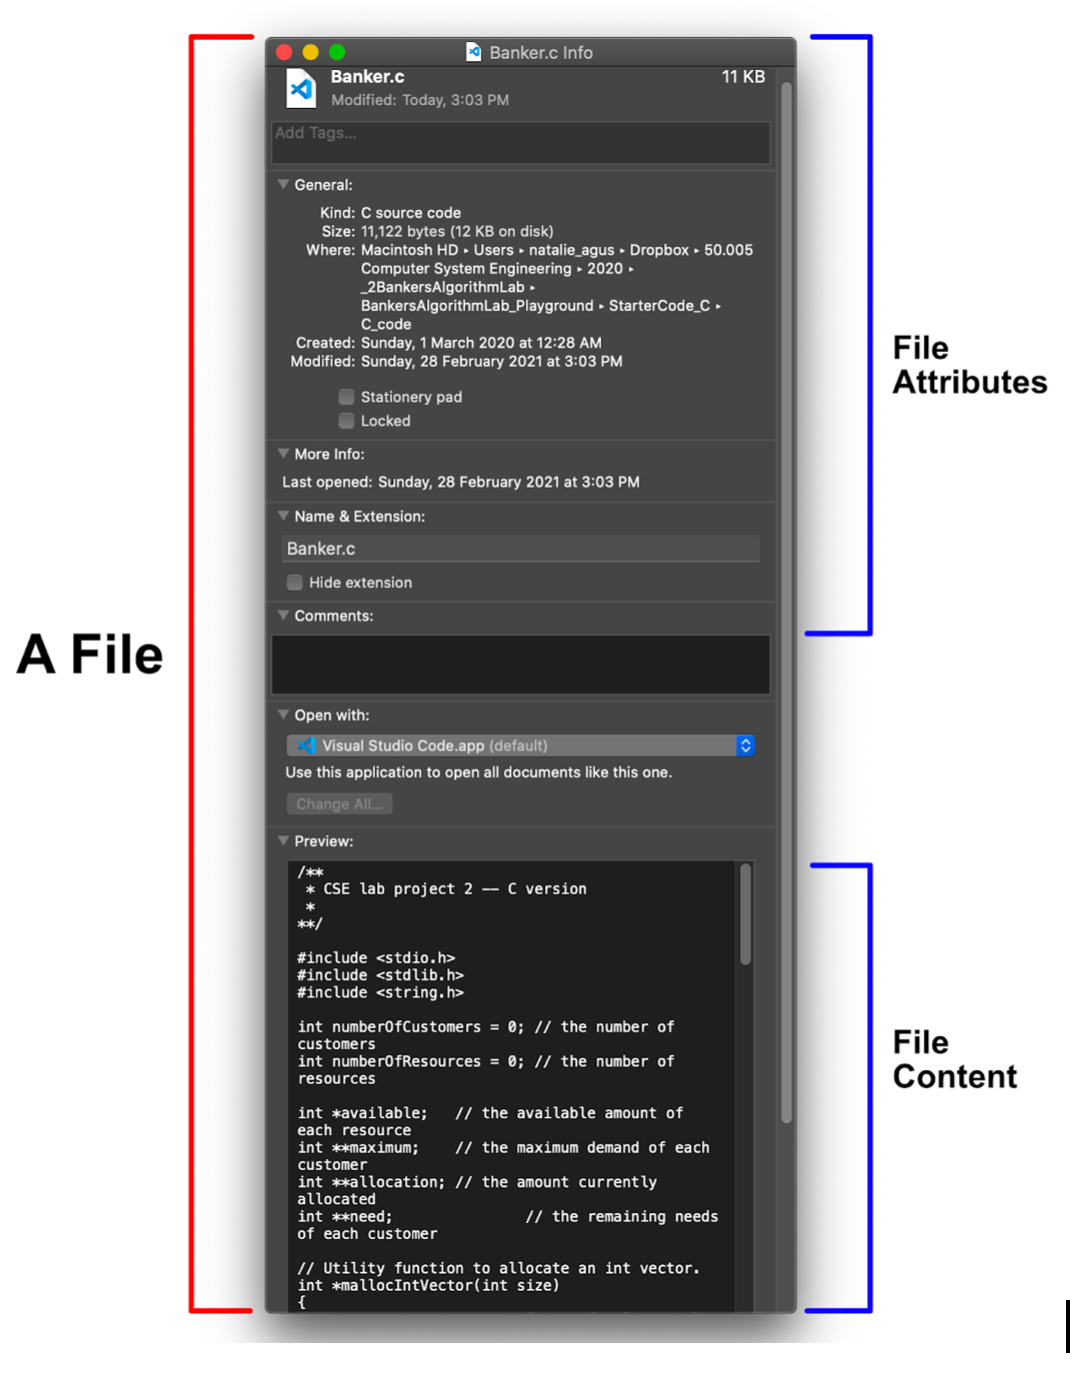 Banker.c Info
Banker.c 11 KB
Modified: Today, 3:03 PM
Add Tags...
General:
Kind: C source code
Size: 11,122 bytes (12 KB on disk)
Where: Macintosh HD ▸ Users ▸ natalie_agus ▸ Dropbox ▸ 50.005
Computer System Engineering ▸ 2020 ▸
_2BankersAlgorithmLab ▸
BankersAlgorithmLab_Playground ▸ StarterCode_C ▸
C_code
Created: Sunday, 1 March 2020 at 12:28 AM
Modified: Sunday, 28 February 2021 at 3:03 PM
Stationery pad
Locked
More Info:
Last opened: Sunday, 28 February 2021 at 3:03 PM
Name & Extension:
Banker.c
Hide extension
Comments:
Open with:
Visual Studio Code.app (default)
Use this application to open all documents like this one.
Change All...
Preview:
/**
 * CSE lab project 2 –– C version
 *
**/
#include <stdio.h>
#include <stdlib.h>
#include <string.h>
int numberOfCustomers = 0; // the number of
customers
int numberOfResources = 0; // the number of
resources
int *available;   // the available amount of
each resource
int **maximum;    // the maximum demand of each
customer
int **allocation; // the amount currently
allocated
int **need;               // the remaining needs
of each customer
// Utility function to allocate an int vector.
int *mallocIntVector(int size)
{
A File
File
Attributes
File
Content